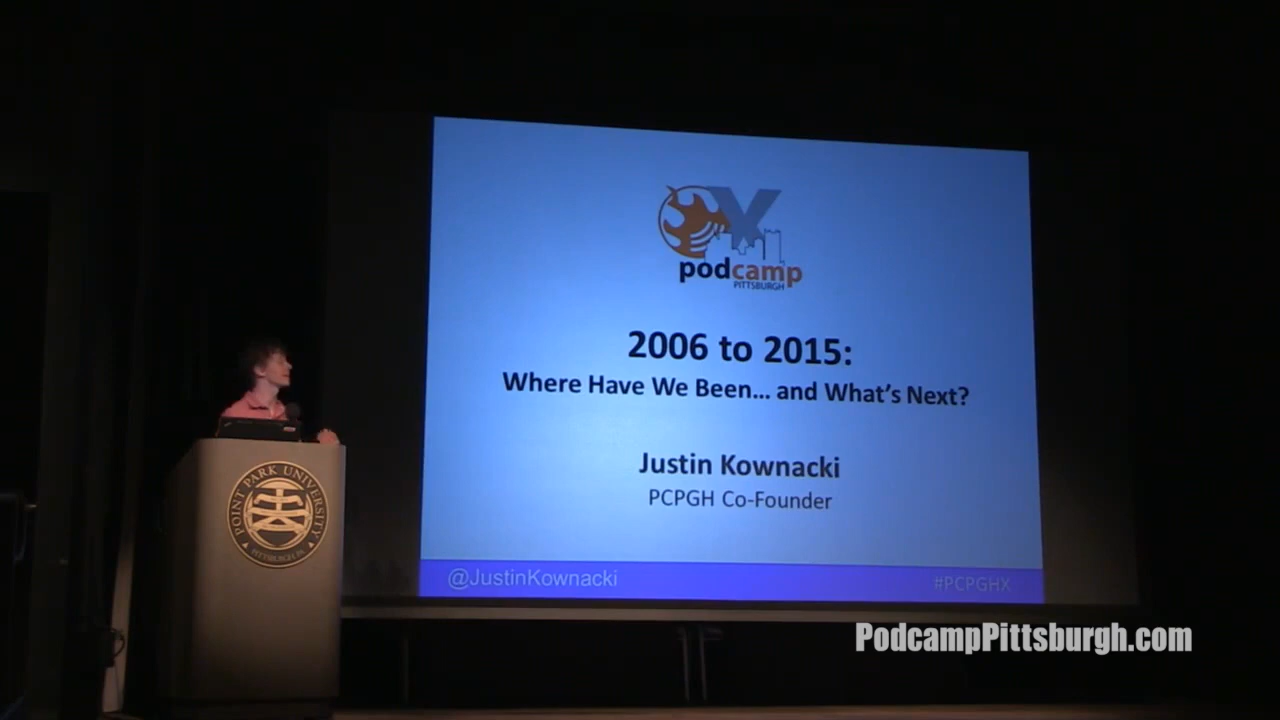 X
podcamp
PITTSBURGH
2006 to 2015:
Where Have We Been... and What's Next?
Justin Kownacki
PCPGH Co-Founder
@JustinKownacki
#PCPGHX
POINT PARK UNIVERSITY
PITTSBURGH, PA
PodcampPittsburgh.com